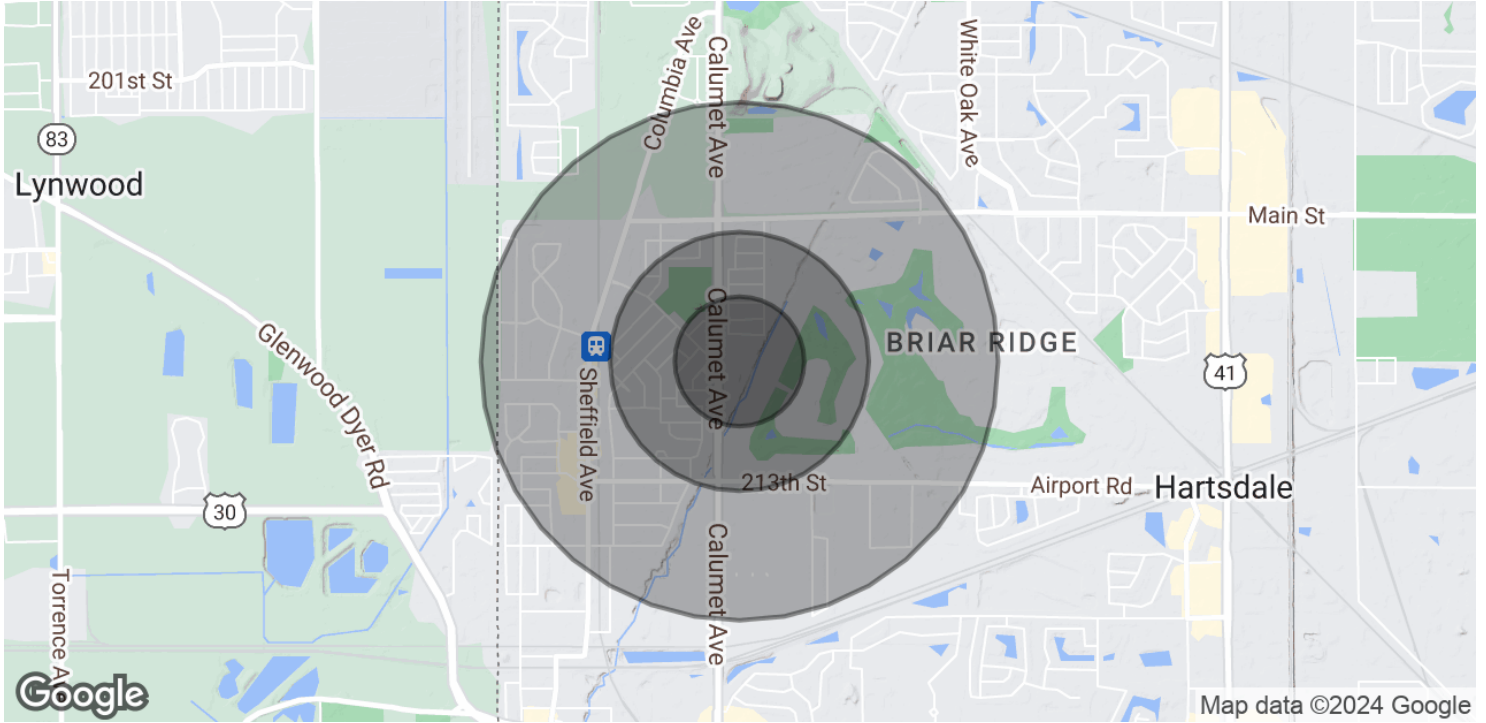 201st St
Columbia Ave
Calumet Ave
White Oak Ave
83
Lynwood
Main St
Calumet Ave
BRIAR RIDGE
41
Glenwood Dyer Rd
Sheffield Ave
213th St
Airport Rd
Hartsdale
30
Calumet Ave
Torrence Ave
Google
Map data ©2024 Google